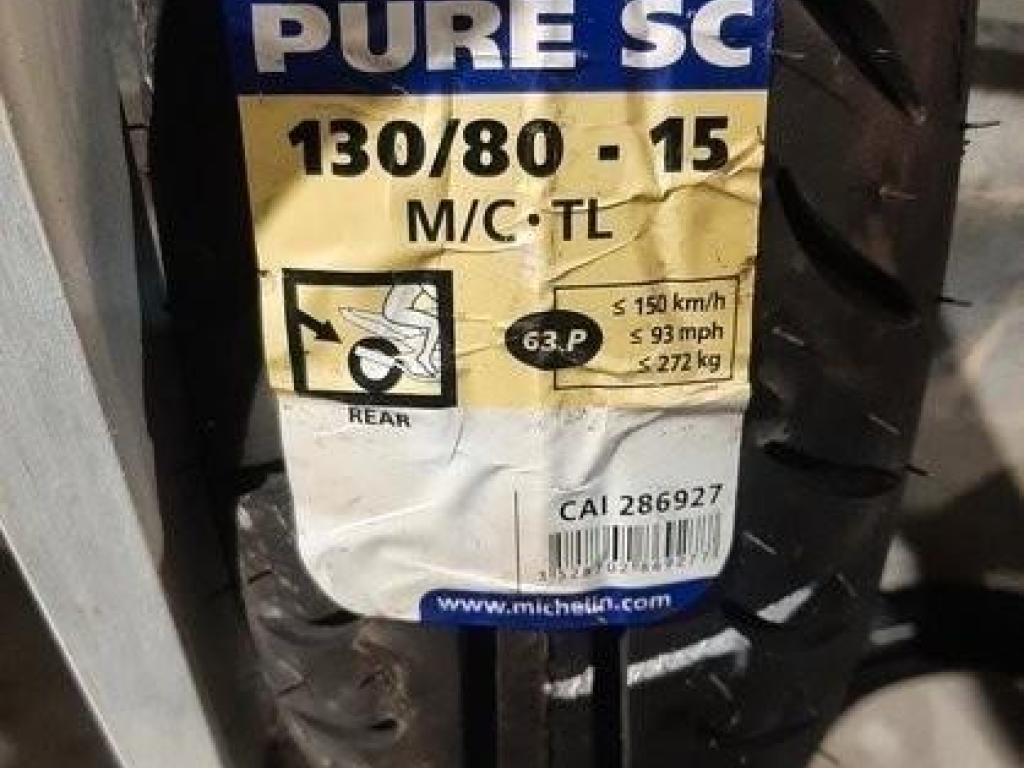 PURE SC
130/80 - 15
M/C • TL
63.P
≤ 150 km/h
≤ 93 mph
≤ 272 kg
REAR
CAI 286927
3528702869277
www.michelin.com